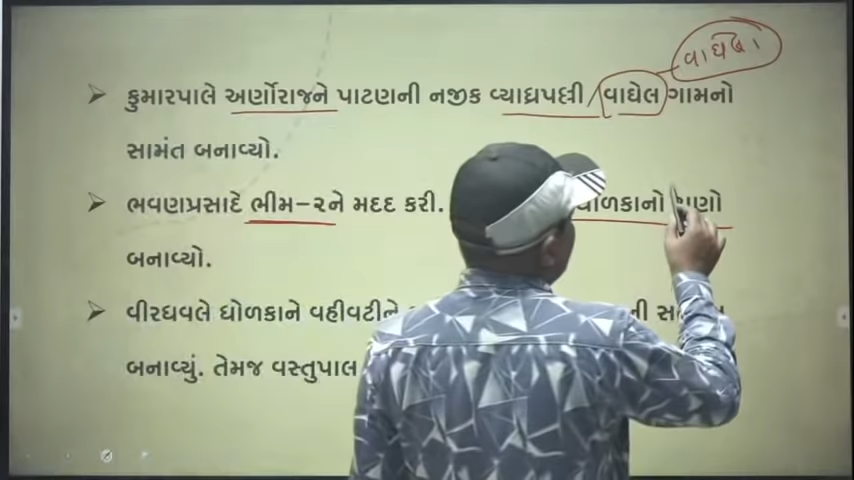 વાઘેલા
કુમારપાલે અર્ણોરાજને પાટણની નજીક વ્યાઘ્રપલ્લી / વાઘેલ ગામનો
સામંત બનાવ્યો.
ભવણપ્રસાદે ભીમ-૨ને મદદ કરી. ધોળકાનો રાણો
બનાવ્યો.
વીરધવલે ધોળકાને વહીવટીને
બનાવ્યું. તેમજ વસ્તુપાલ